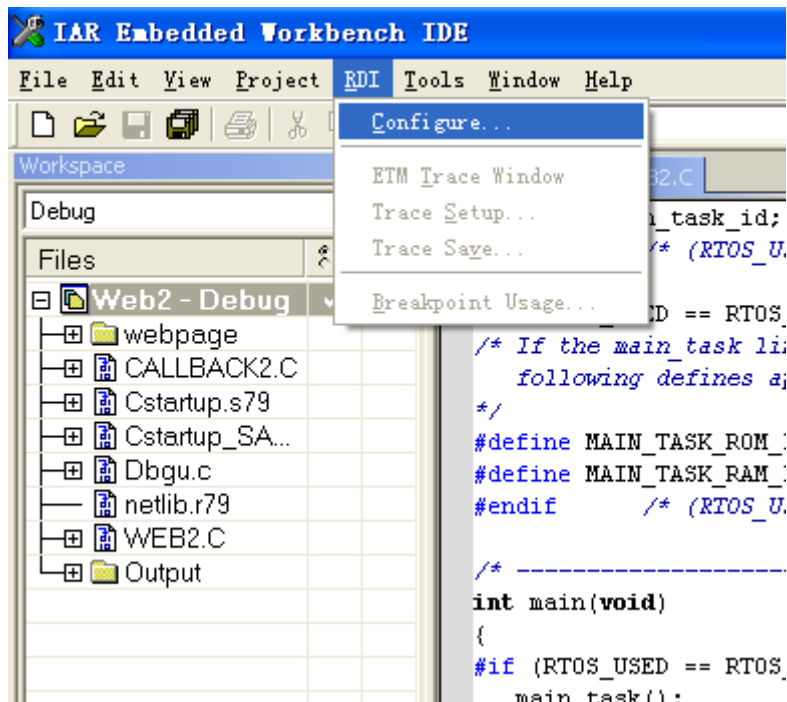 IAR Embedded Workbench IDE
File Edit View Project RDI Tools Window Help
Configure...
ETM Trace Window
Trace Setup...
Trace Save...
Breakpoint Usage...
Workspace
Debug
Files
Web2 - Debug
webpage
CALLBACK2.C
Cstartup.s79
Cstartup_SA...
Dbgu.c
netlib.r79
WEB2.C
Output
B2.C
_task_id;
/* (RTOS_U
== RTOS_
/* If the main_task li
following defines a
*/
#define MAIN_TASK_ROM_
#define MAIN_TASK_RAM_
#endif /* (RTOS_U
/* ----------------------
int main(void)
{
#if (RTOS_USED == RTOS_
main_task();